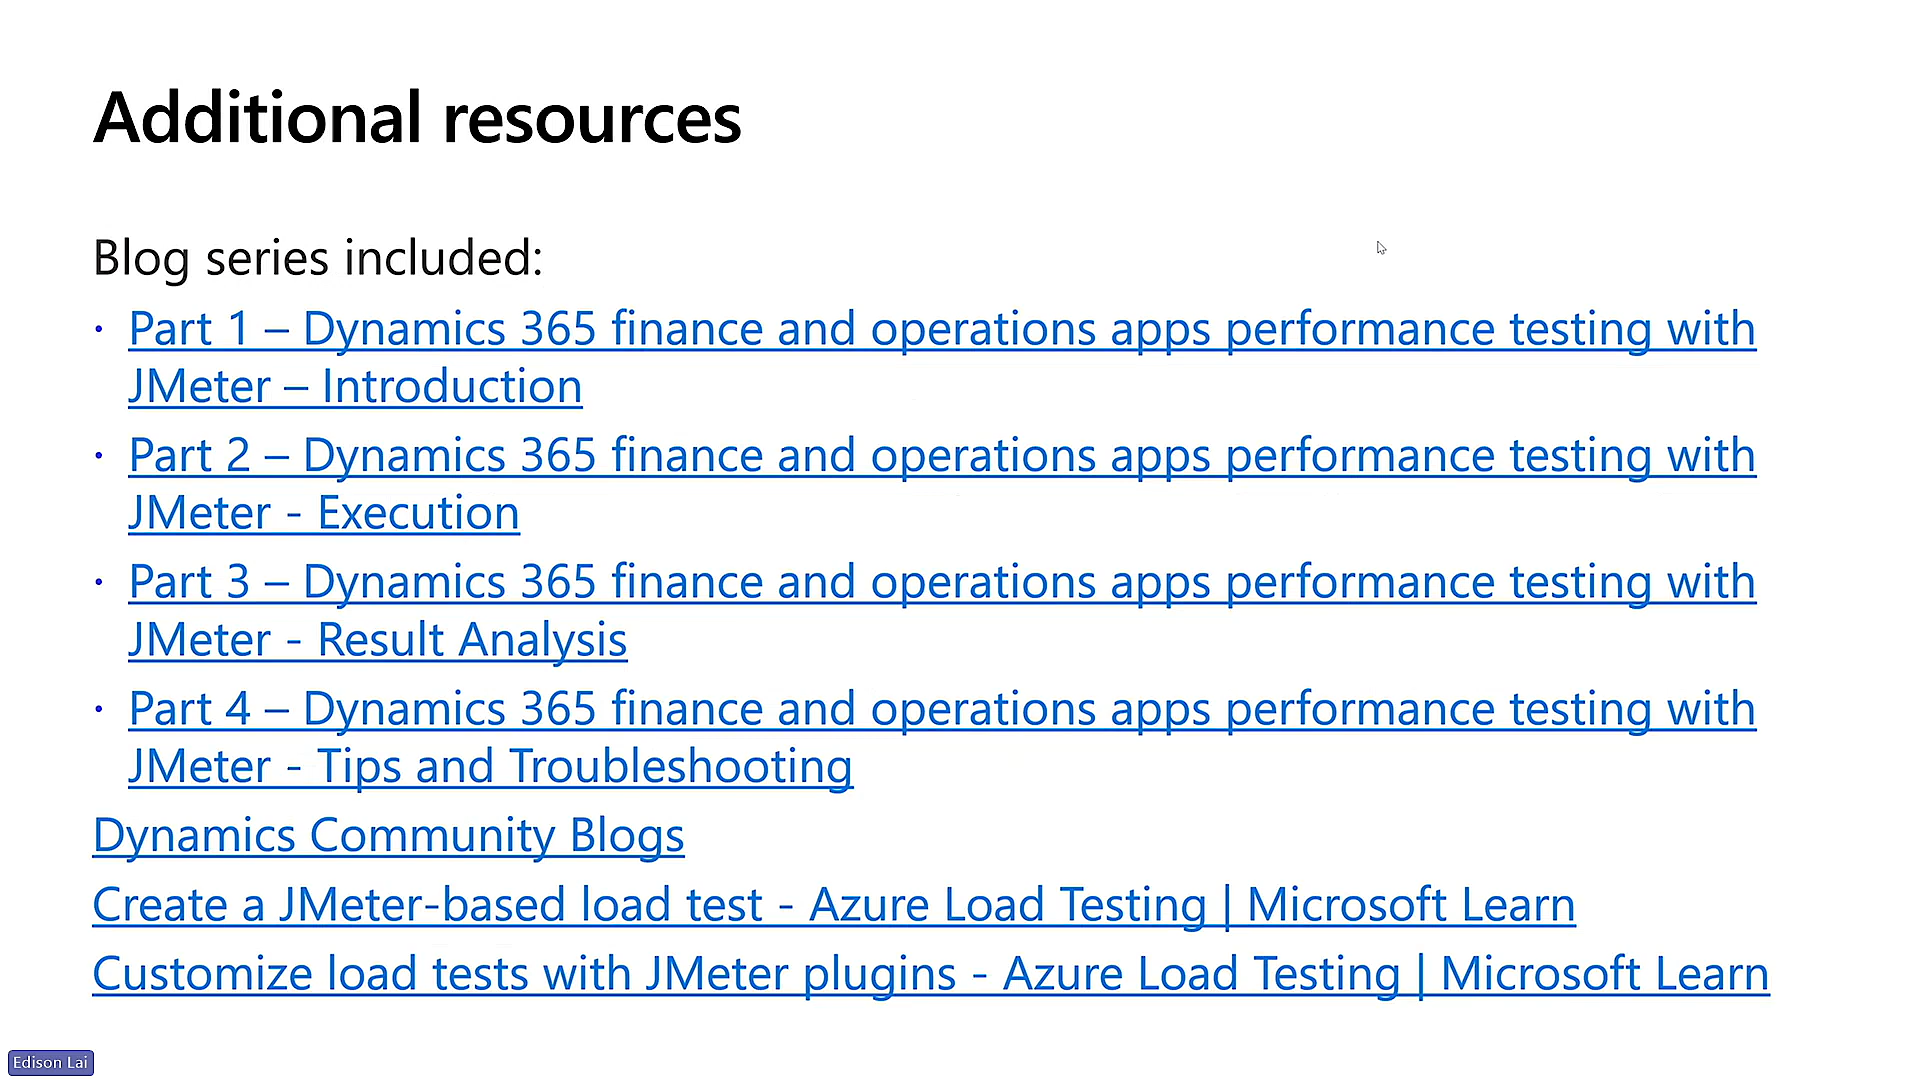 Additional resources
Blog series included:
· Part 1 – Dynamics 365 finance and operations apps performance testing with
JMeter – Introduction
· Part 2 – Dynamics 365 finance and operations apps performance testing with
JMeter - Execution
· Part 3 – Dynamics 365 finance and operations apps performance testing with
JMeter - Result Analysis
· Part 4 – Dynamics 365 finance and operations apps performance testing with
JMeter - Tips and Troubleshooting
Dynamics Community Blogs
Create a JMeter-based load test - Azure Load Testing | Microsoft Learn
Customize load tests with JMeter plugins - Azure Load Testing | Microsoft Learn
Edison Lai